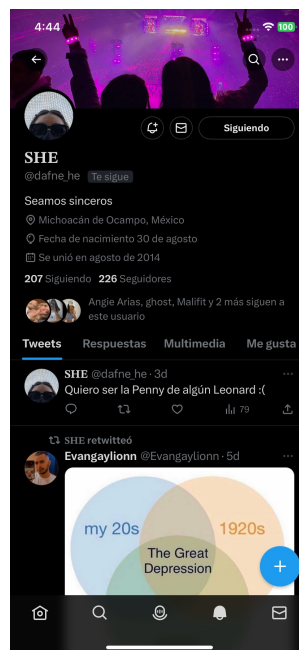 4:44
100
Siguiendo
SHE
@dafne_he Te sigue
Seamos sinceros
Michoacán de Ocampo, México
Fecha de nacimiento 30 de agosto
Se unió en agosto de 2014
207 Siguiendo 226 Seguidores
Angie Arias, ghost, Malifit y 2 más siguen a
este usuario
Tweets Respuestas Multimedia Me gusta
SHE @dafne_he · 3d
Quiero ser la Penny de algún Leonard :(
79
SHE retwitteó
Evangaylionn @Evangaylionn · 5d
my 20s
1920s
The Great
Depression